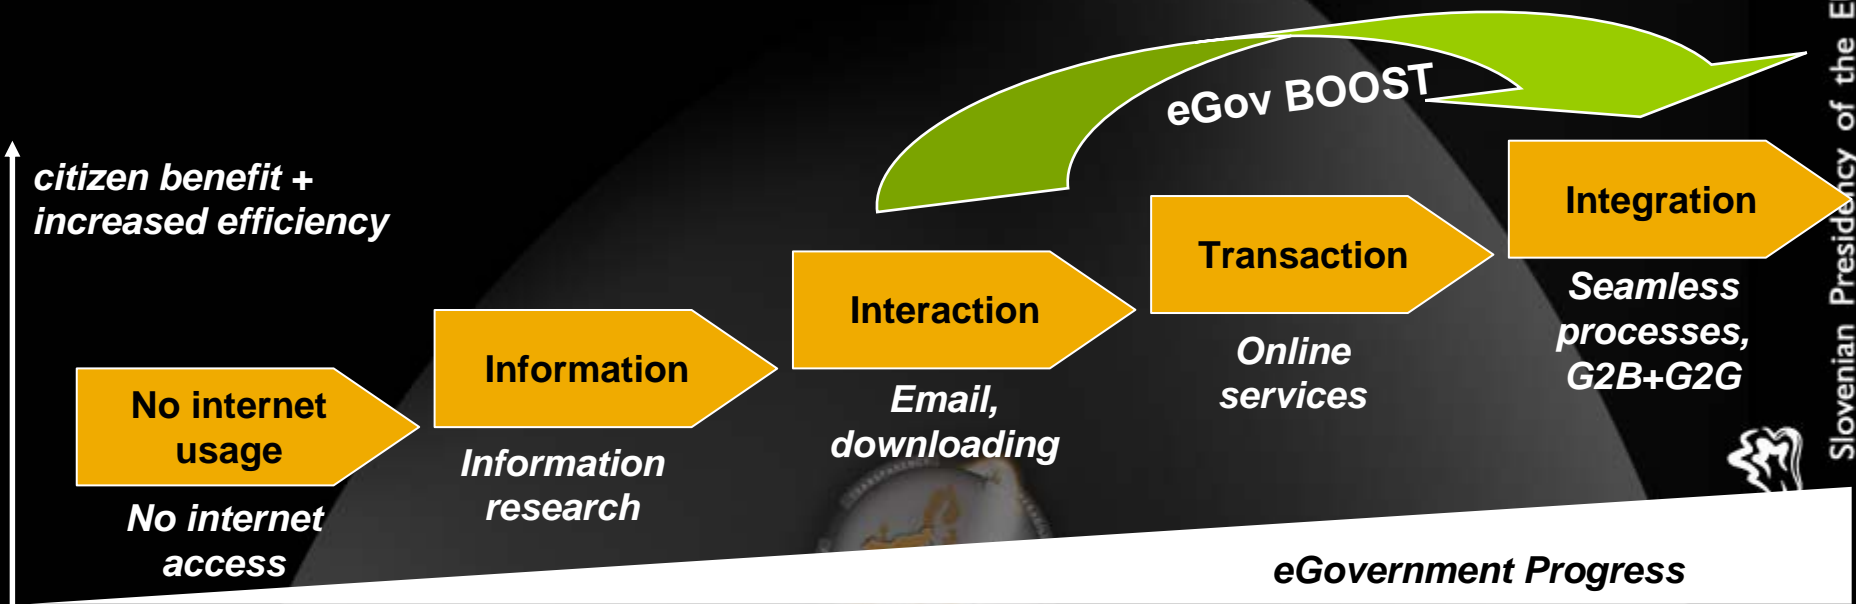 eGov BOOST
citizen benefit +
increased efficiency
No internet
usage
No internet
access
Information
Information
research
Interaction
Email,
downloading
Transaction
Online
services
Integration
Seamless
processes,
G2B+G2G
eGovernment Progress
Slovenian Presidency of the E